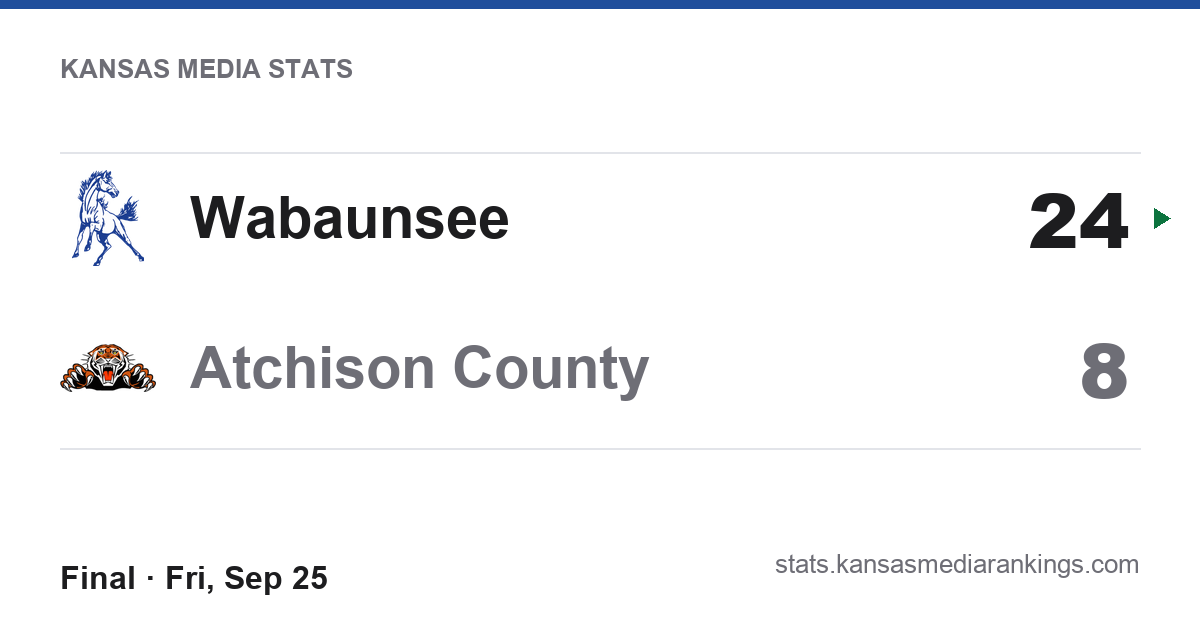 KANSAS MEDIA STATS
Wabaunsee 24
Atchison County 8
Final · Fri, Sep 25
stats.kansasmediarankings.com